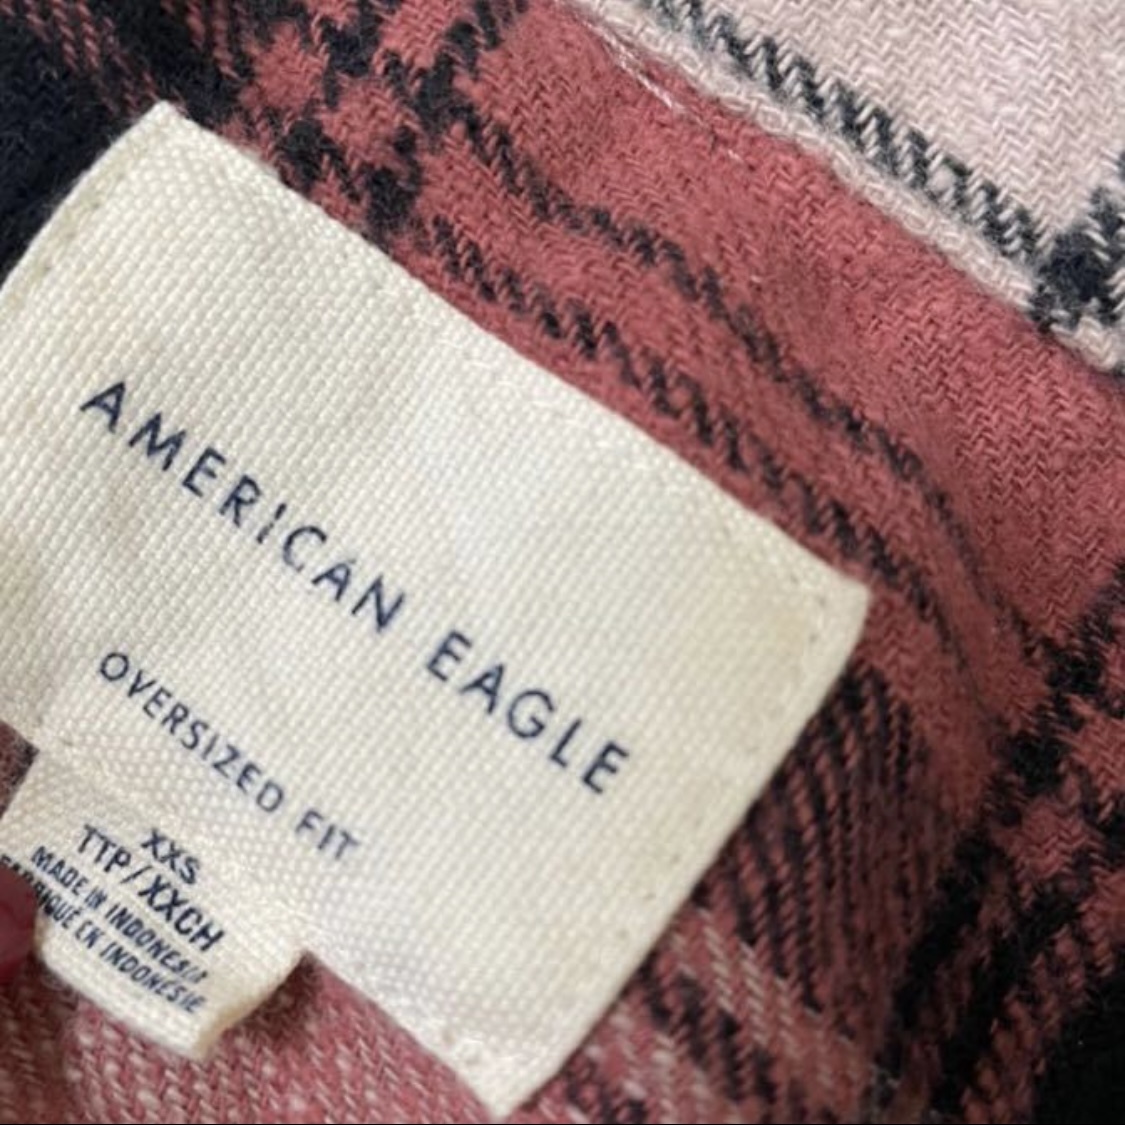 AMERICAN EAGLE
OVERSIZED FIT
XXS
TTP/XXCH
MADE IN INDONESIA
FABRIQUÉ EN INDONÉSIE